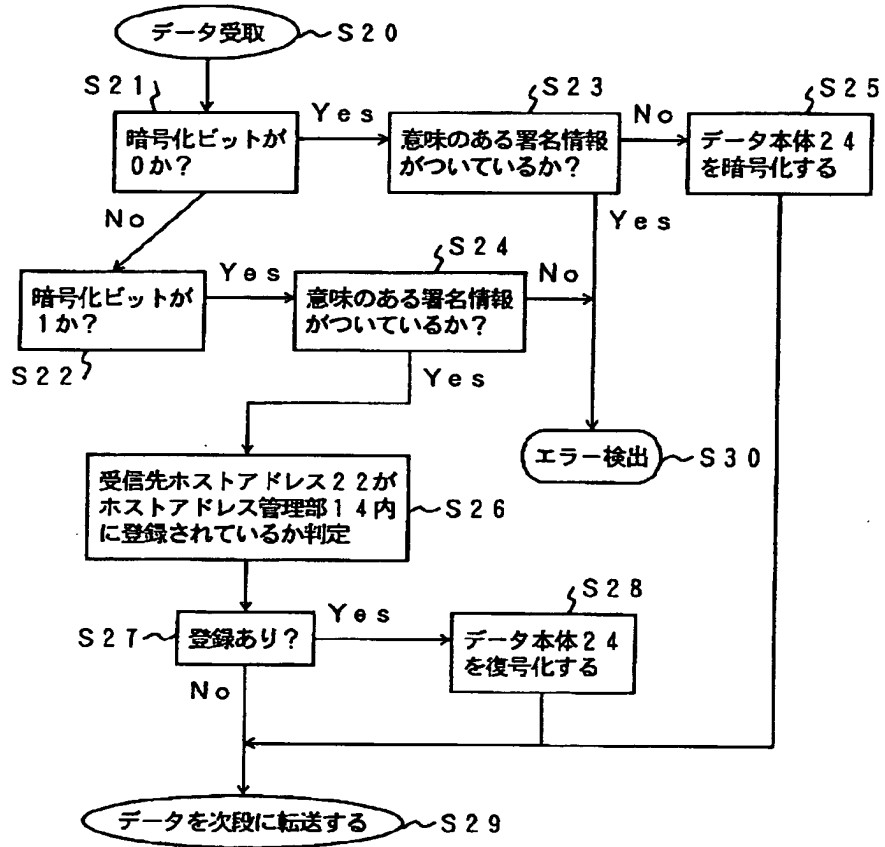 データ受取
S20
S21
暗号化ビットが
0か?
Yes
No
S23
意味のある署名情報
がついているか?
No
Yes
S25
データ本体24
を暗号化する
暗号化ビットが
1か?
S22
Yes
S24
意味のある署名情報
がついているか?
No
Yes
エラー検出
S30
受信先ホストアドレス22が
ホストアドレス管理部14内
に登録されているか判定
S26
S27
登録あり?
Yes
No
S28
データ本体24
を復号化する
データを次段に転送する
S29